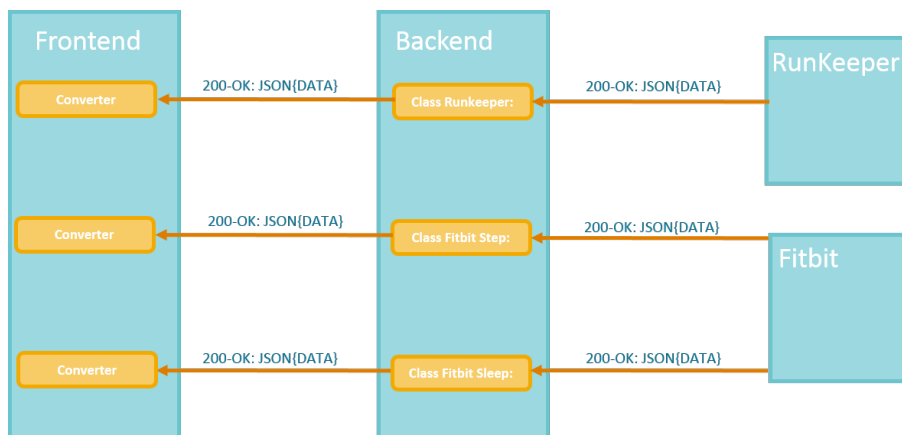 Frontend
Backend
RunKeeper
200-OK: JSON{DATA}
200-OK: JSON{DATA}
Converter
Class Runkeeper:
200-OK: JSON{DATA}
200-OK: JSON{DATA}
Converter
Class Fitbit Step:
Fitbit
200-OK: JSON{DATA}
200-OK: JSON{DATA}
Converter
Class Fitbit Sleep: